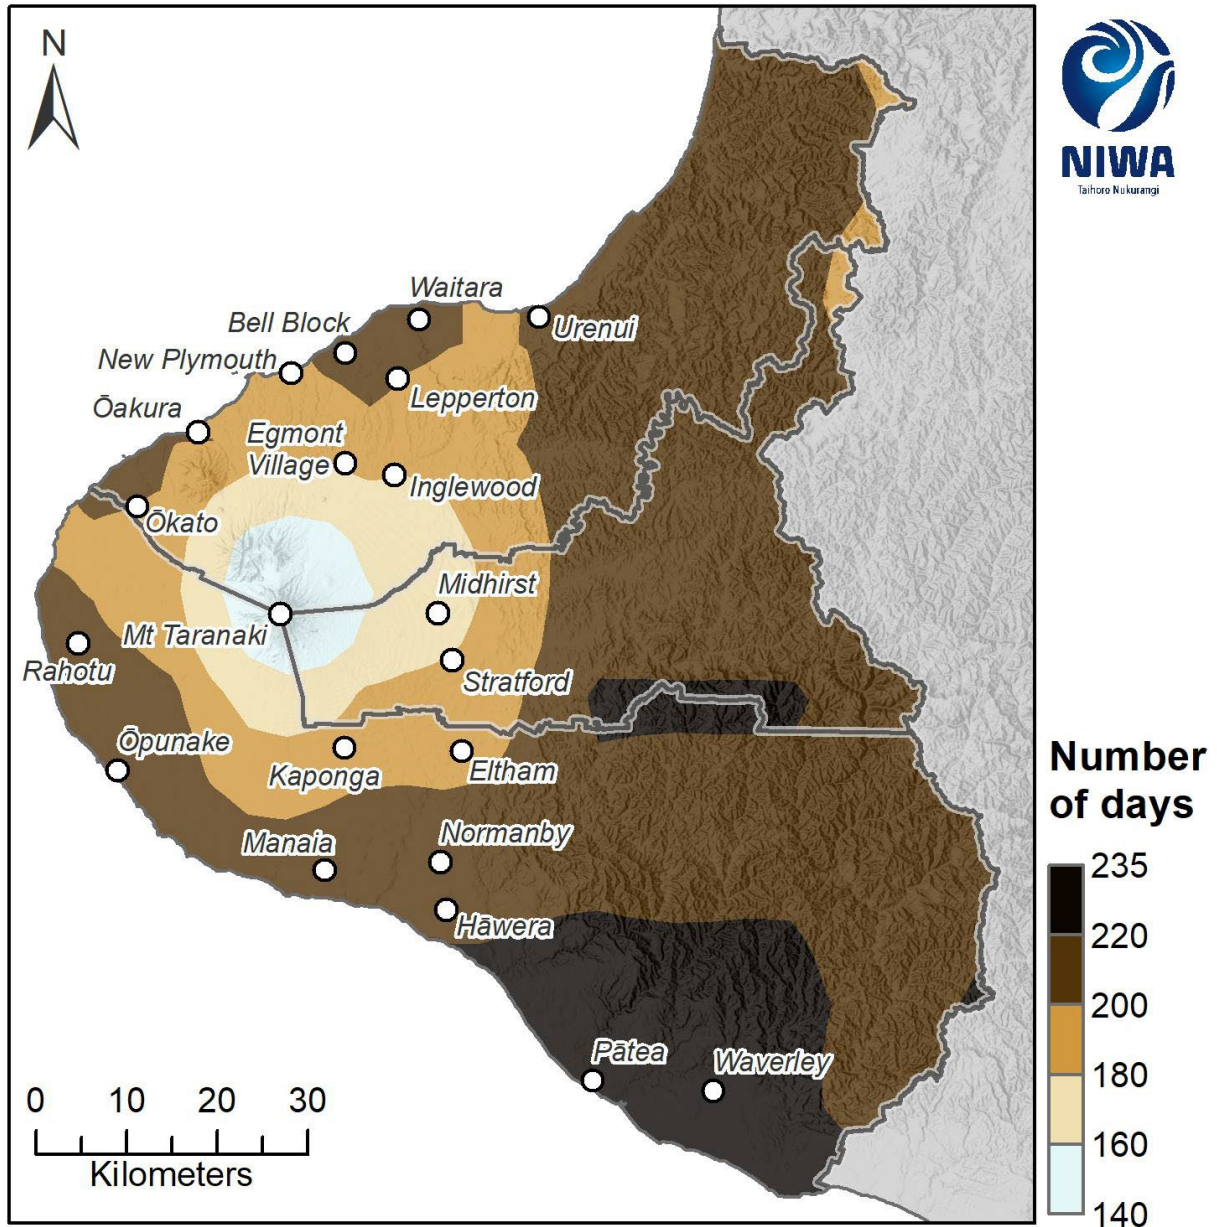 N
NIWA
Taihoro Nukurangi
Waitara
Bell Block
Urenui
New Plymouth
Lepperton
Ōakura
Egmont
Village
Inglewood
Ōkato
Midhirst
Mt Taranaki
Rahotu
Stratford
Ōpunake
Kaponga
Eltham
Manaia
Normanby
Hāwera
Pātea
Waverley
Number
of days
235
220
200
180
160
140
0 10 20 30
Kilometers